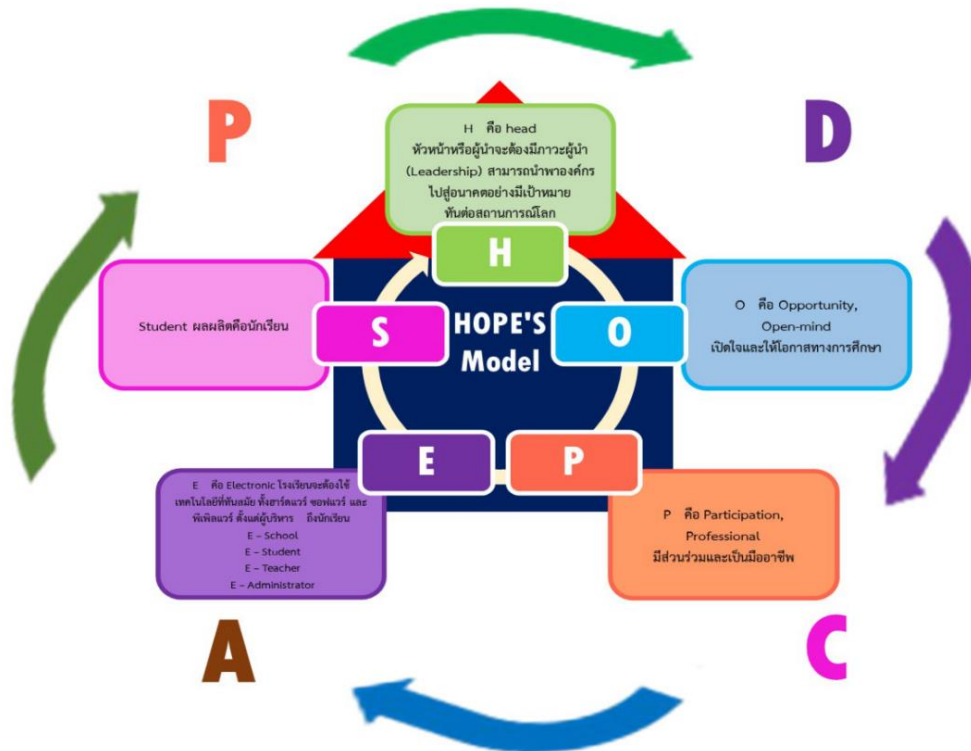 P
D
H คือ head
หัวหน้าหรือผู้นำจะต้องมีภาวะผู้นำ
(Leadership) สามารถนำพาองค์กร
ไปสู่อนาคตอย่างมีเป้าหมาย
ทันต่อสถานการณ์โลก
H
Student ผลผลิตคือนักเรียน
S
HOPE'S
Model
O
O คือ Opportunity,
Open-mind
เปิดใจและให้โอกาสทางการศึกษา
E
P
E คือ Electronic โรงเรียนจะต้องใช้
เทคโนโลยีที่ทันสมัย ทั้งฮาร์ดแวร์ ซอฟแวร์ และ
พีเพิลแวร์ ตั้งแต่ผู้บริหาร ถึงนักเรียน
E – School
E – Student
E – Teacher
E – Administrator
P คือ Participation,
Professional
มีส่วนร่วมและเป็นมืออาชีพ
A
C